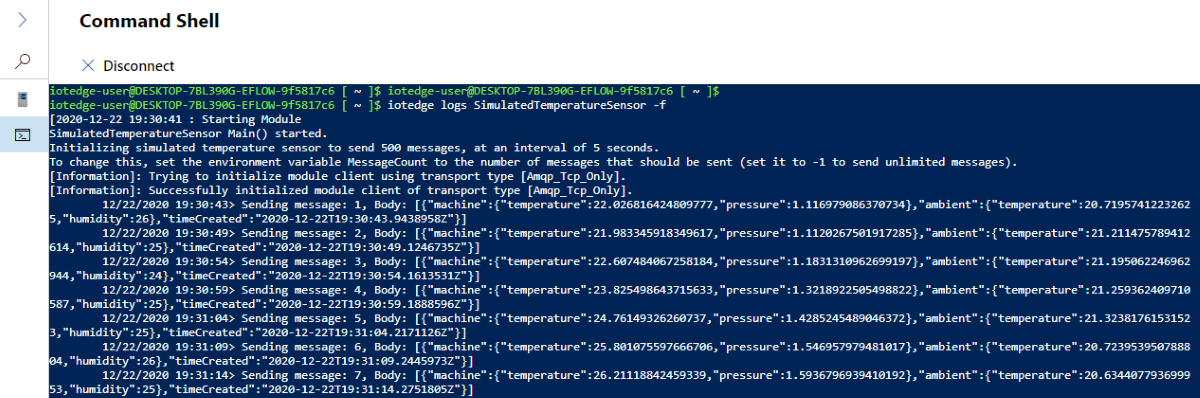 Command Shell
Disconnect
iotedge-user@DESKTOP-7BL390G-EFLOW-9f5817c6 [ ~ ]$ iotedge-user@DESKTOP-7BL390G-EFLOW-9f5817c6 [ ~ ]$
iotedge-user@DESKTOP-7BL390G-EFLOW-9f5817c6 [ ~ ]$ iotedge logs SimulatedTemperatureSensor -f
[2020-12-22 19:30:41 : Starting Module
SimulatedTemperatureSensor Main() started.
Initializing simulated temperature sensor to send 500 messages, at an interval of 5 seconds.
To change this, set the environment variable MessageCount to the number of messages that should be sent (set it to -1 to send unlimited messages).
[Information]: Trying to initialize module client using transport type [Amqp_Tcp_Only].
[Information]: Successfully initialized module client of transport type [Amqp_Tcp_Only].
12/22/2020 19:30:43> Sending message: 1, Body: [{"machine":{"temperature":22.026816424809777,"pressure":1.116979086370734},"ambient":{"temperature":20.7195741223262
5,"humidity":26},"timeCreated":"2020-12-22T19:30:43.9438958Z"}]
12/22/2020 19:30:49> Sending message: 2, Body: [{"machine":{"temperature":21.983345918349617,"pressure":1.1120267501917285},"ambient":{"temperature":21.211475789412
614,"humidity":25},"timeCreated":"2020-12-22T19:30:49.1246735Z"}]
12/22/2020 19:30:54> Sending message: 3, Body: [{"machine":{"temperature":22.607484067258184,"pressure":1.1831310962699197},"ambient":{"temperature":21.195062246962
944,"humidity":24},"timeCreated":"2020-12-22T19:30:54.1613531Z"}]
12/22/2020 19:30:59> Sending message: 4, Body: [{"machine":{"temperature":23.825498643715633,"pressure":1.3218922505498822},"ambient":{"temperature":21.259362409710
587,"humidity":25},"timeCreated":"2020-12-22T19:30:59.1888596Z"}]
12/22/2020 19:31:04> Sending message: 5, Body: [{"machine":{"temperature":24.76149326260737,"pressure":1.4285245489046372},"ambient":{"temperature":21.3238176153152
3,"humidity":25},"timeCreated":"2020-12-22T19:31:04.2171126Z"}]
12/22/2020 19:31:09> Sending message: 6, Body: [{"machine":{"temperature":25.801075597666706,"pressure":1.546957979481017},"ambient":{"temperature":20.7239539507888
04,"humidity":26},"timeCreated":"2020-12-22T19:31:09.2445973Z"}]
12/22/2020 19:31:14> Sending message: 7, Body: [{"machine":{"temperature":26.21118842459339,"pressure":1.5936796939410192},"ambient":{"temperature":20.6344077936999
53,"humidity":25},"timeCreated":"2020-12-22T19:31:14.2751805Z"}]